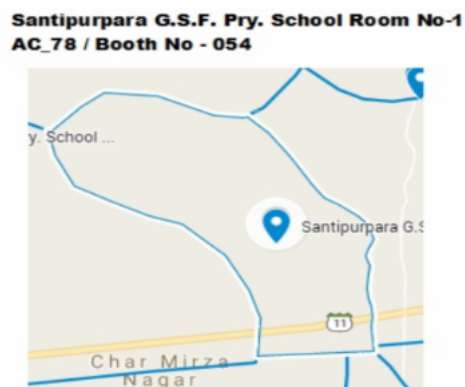 Santipurpara G.S.F. Pry. School Room No-1
AC_78 / Booth No - 054
y. School ...
Santipurpara G.S
11
Char Mirza
Nagar